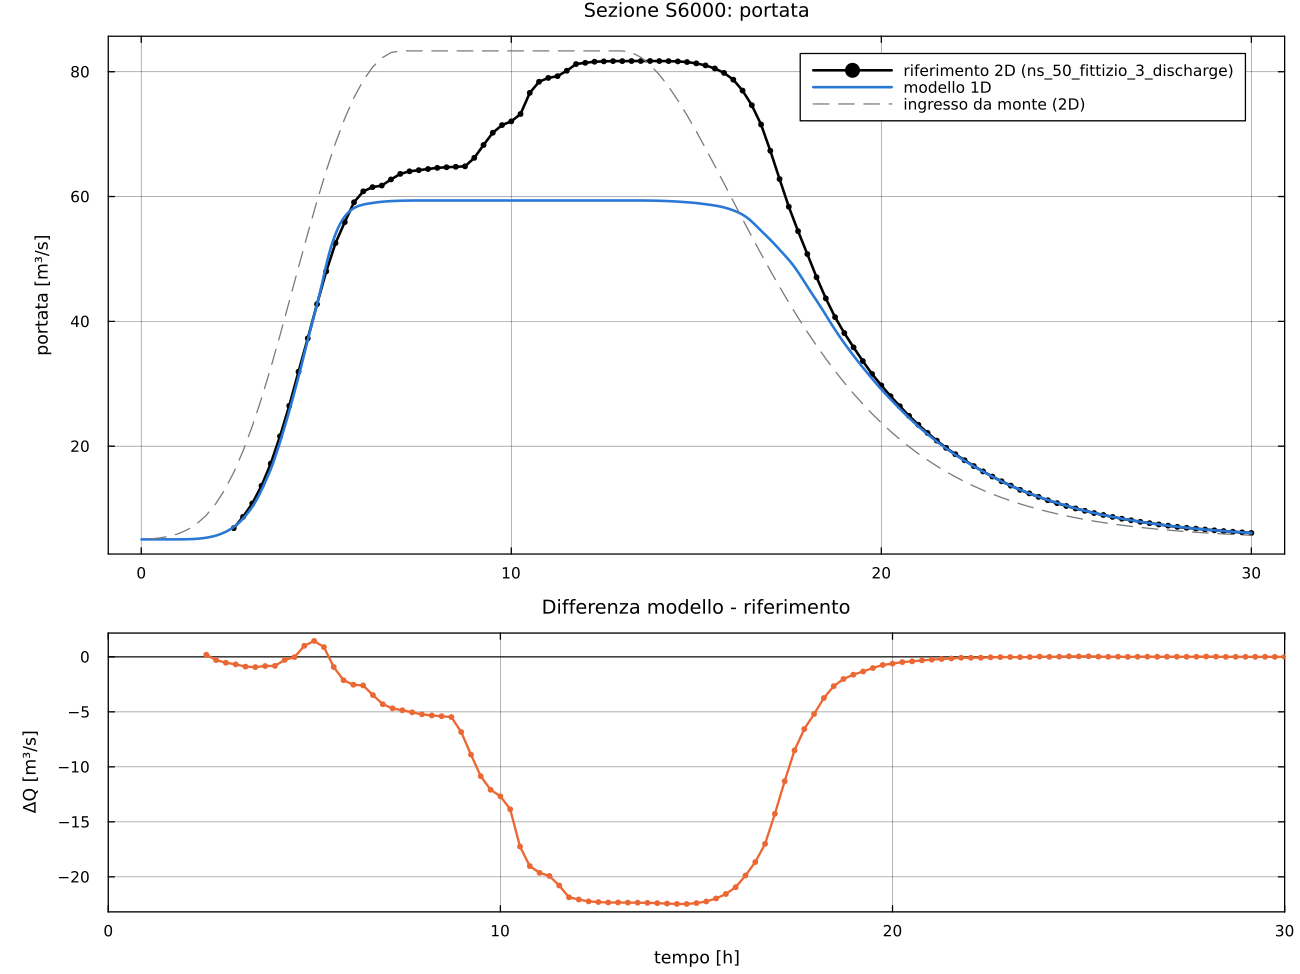 Sezione S6000: portata
portata [m³/s]
80
60
40
20
0
10
20
30
riferimento 2D (ns_50_fittizio_3_discharge)
modello 1D
ingresso da monte (2D)
Differenza modello - riferimento
ΔQ [m³/s]
0
−5
−10
−15
−20
0
10
20
30
tempo [h]